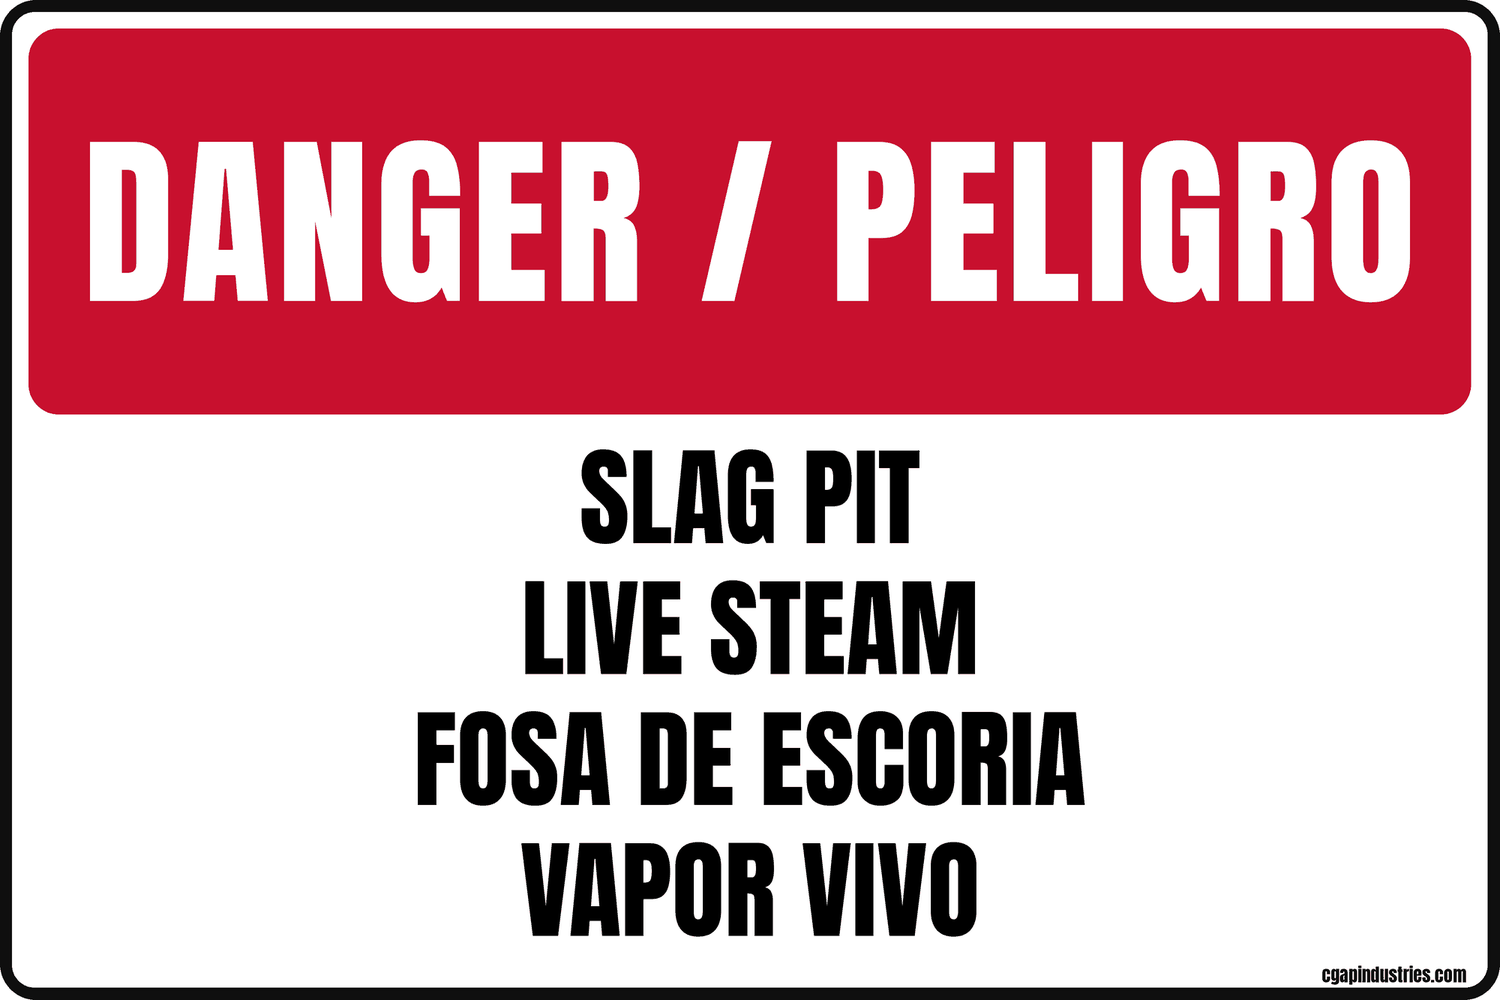 DANGER / PELIGRO
SLAG PIT
LIVE STEAM
FOSA DE ESCORIA
VAPOR VIVO
cgapindustries.com